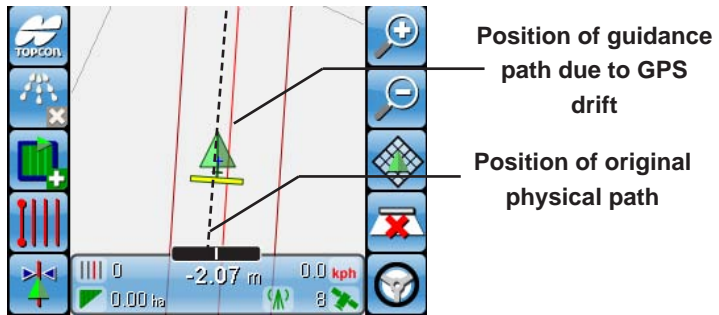 TOPCON
Position of guidance
path due to GPS
drift
Position of original
physical path
0
-2.07 m
0.0 kph
0.00 ha
8